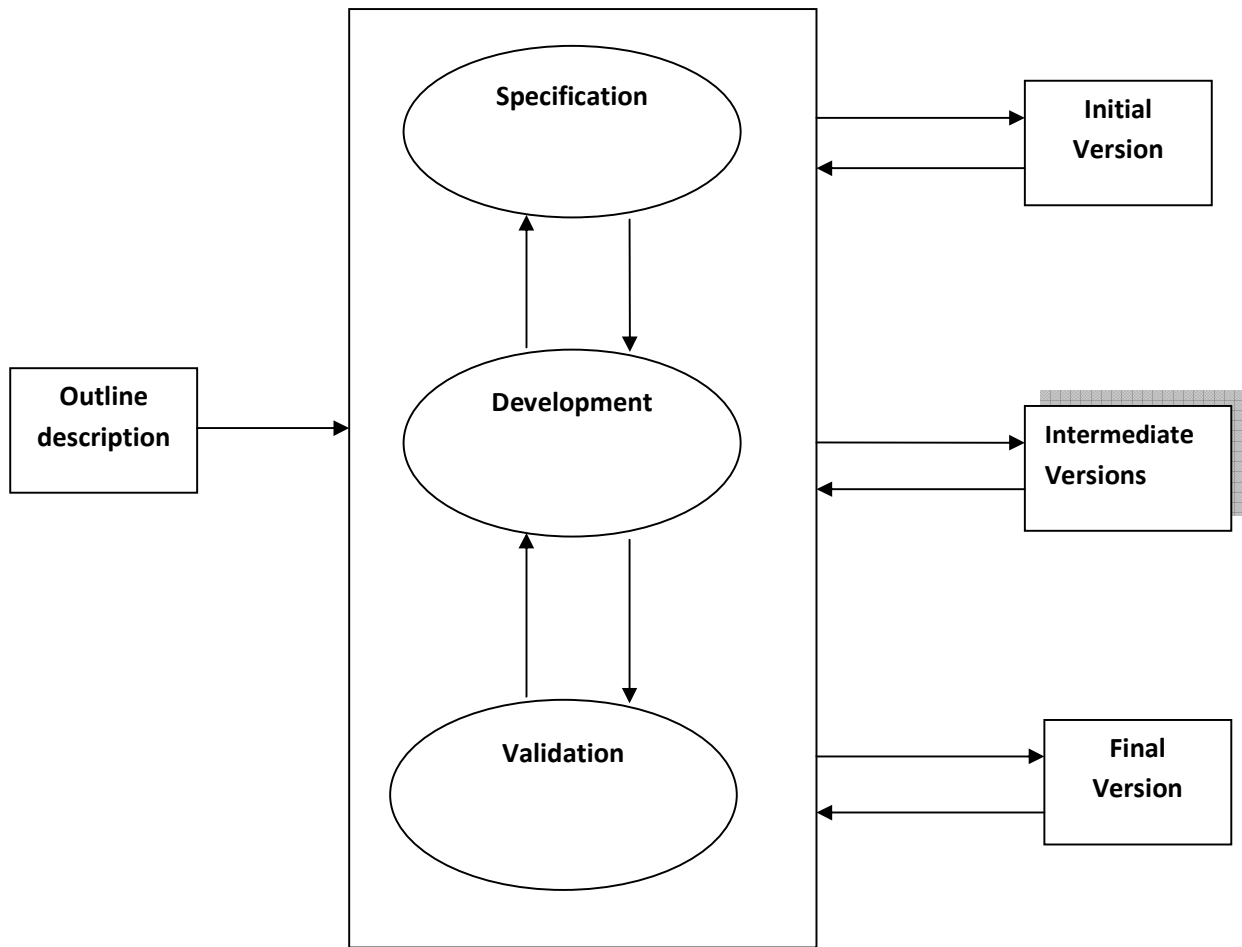 Specification
Initial
Version
Outline
description
Development
Intermediate
Versions
Validation
Final
Version